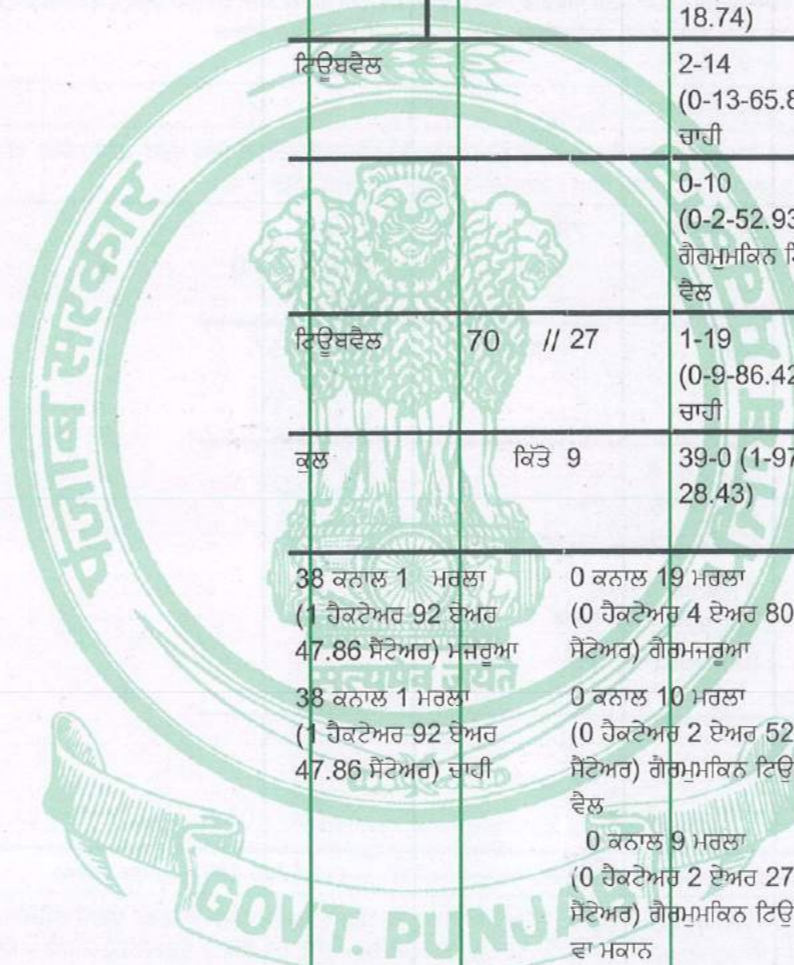 18.74)
ਟਿਊਬਵੈਲ 2-14
(0-13-65.8
ਚਾਹੀ
0-10
(0-2-52.93
ਗੈਰਮੁਮਕਿਨ
ਵੈਲ
ਟਿਊਬਵੈਲ 70 // 27 1-19
(0-9-86.42
ਚਾਹੀ
ਕੁਲ ਕਿੱਤੇ 9 39-0 (1-97
28.43)
38 ਕਨਾਲ 1 ਮਰਲਾ 0 ਕਨਾਲ 19 ਮਰਲਾ
(1 ਹੈਕਟੇਅਰ 92 ਏਅਰ (0 ਹੈਕਟੇਅਰ 4 ਏਅਰ 80
47.86 ਸੈਂਟੇਅਰ) ਮਜਰੂਆ ਸੈਂਟੇਅਰ) ਗੈਰਮਜਰੂਆ
38 ਕਨਾਲ 1 ਮਰਲਾ 0 ਕਨਾਲ 10 ਮਰਲਾ
(1 ਹੈਕਟੇਅਰ 92 ਏਅਰ (0 ਹੈਕਟੇਅਰ 2 ਏਅਰ 52
47.86 ਸੈਂਟੇਅਰ) ਚਾਹੀ ਸੈਂਟੇਅਰ) ਗੈਰਮੁਮਕਿਨ ਟਿਊ
ਵੈਲ
0 ਕਨਾਲ 9 ਮਰਲਾ
(0 ਹੈਕਟੇਅਰ 2 ਏਅਰ 27
ਸੈਂਟੇਅਰ) ਗੈਰਮੁਮਕਿਨ ਟਿਊ
ਵਾ ਮਕਾਨ
ਪੰਜਾਬ ਸਰਕਾਰ
सत्यमेव जयते
GOVT. PUNJAB